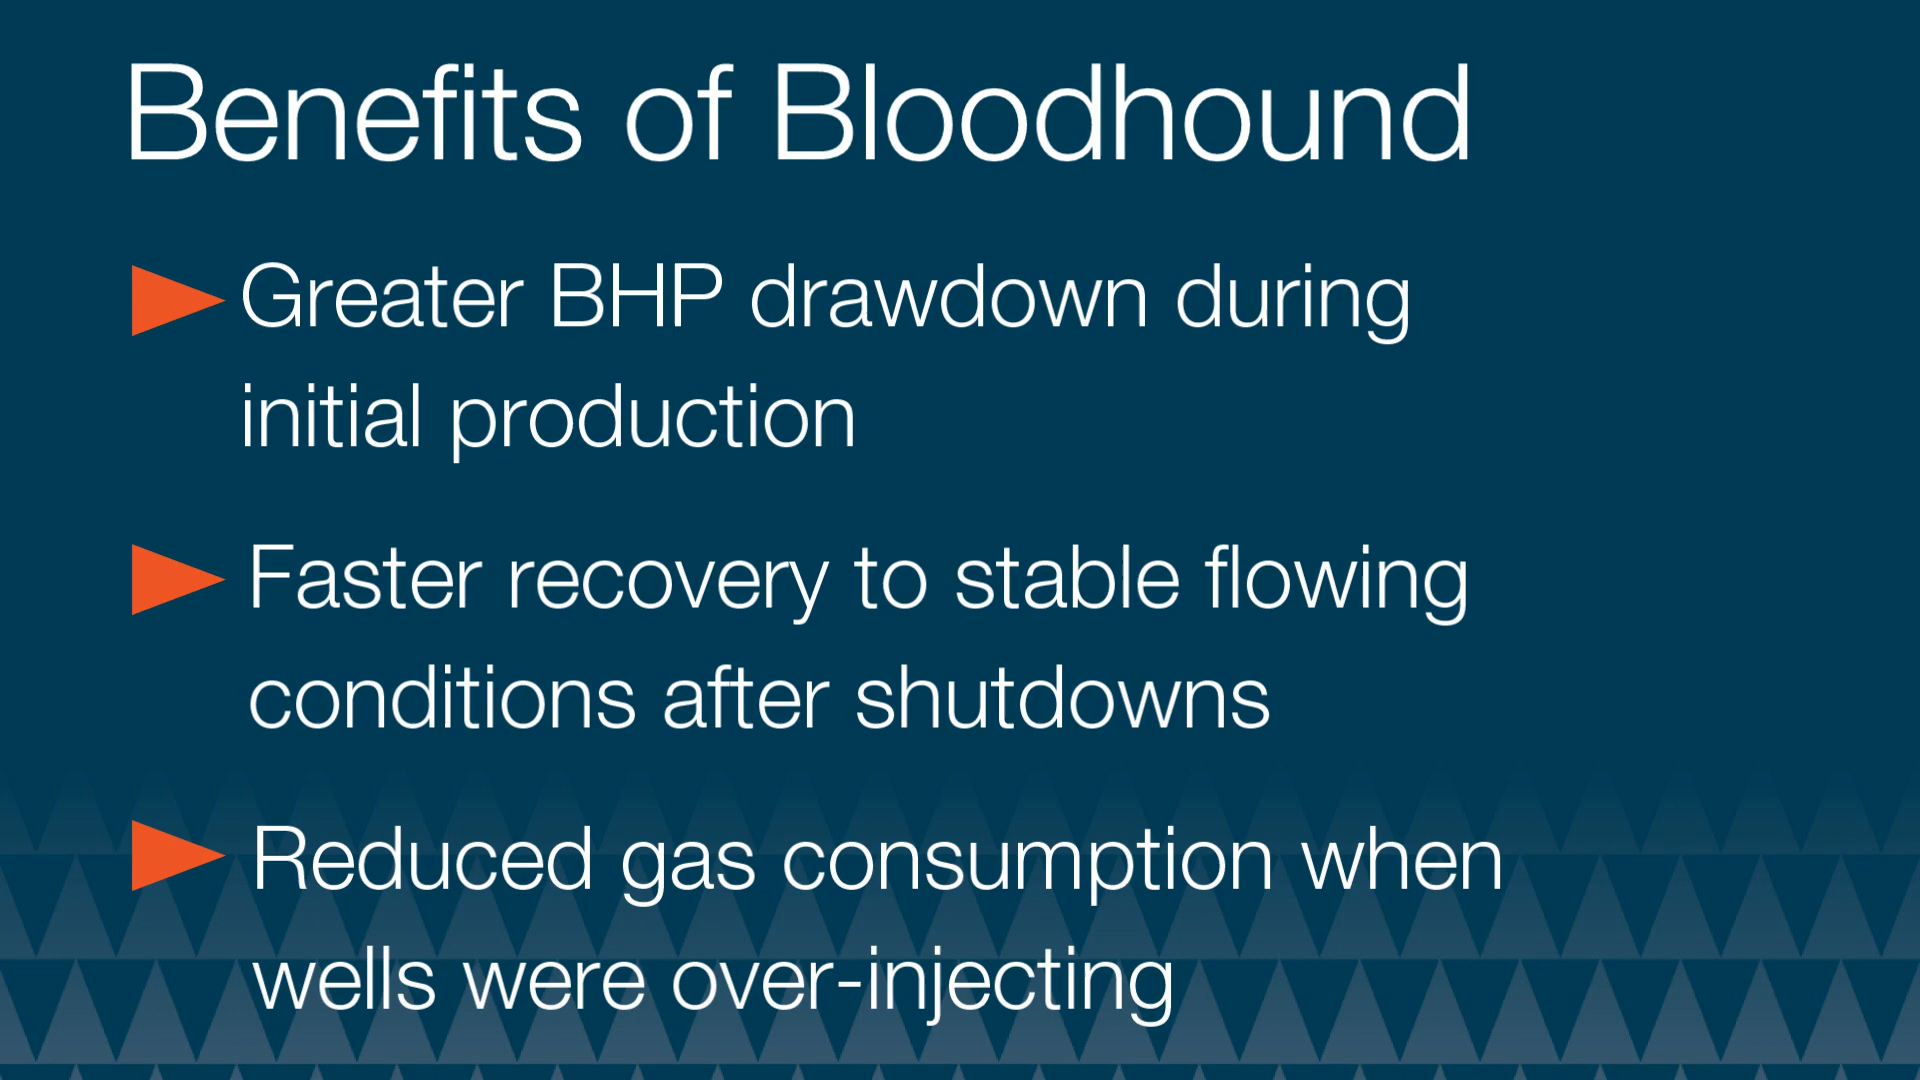 Benefits of Bloodhound
Greater BHP drawdown during
initial production
Faster recovery to stable flowing
conditions after shutdowns
Reduced gas consumption when
wells were over-injecting